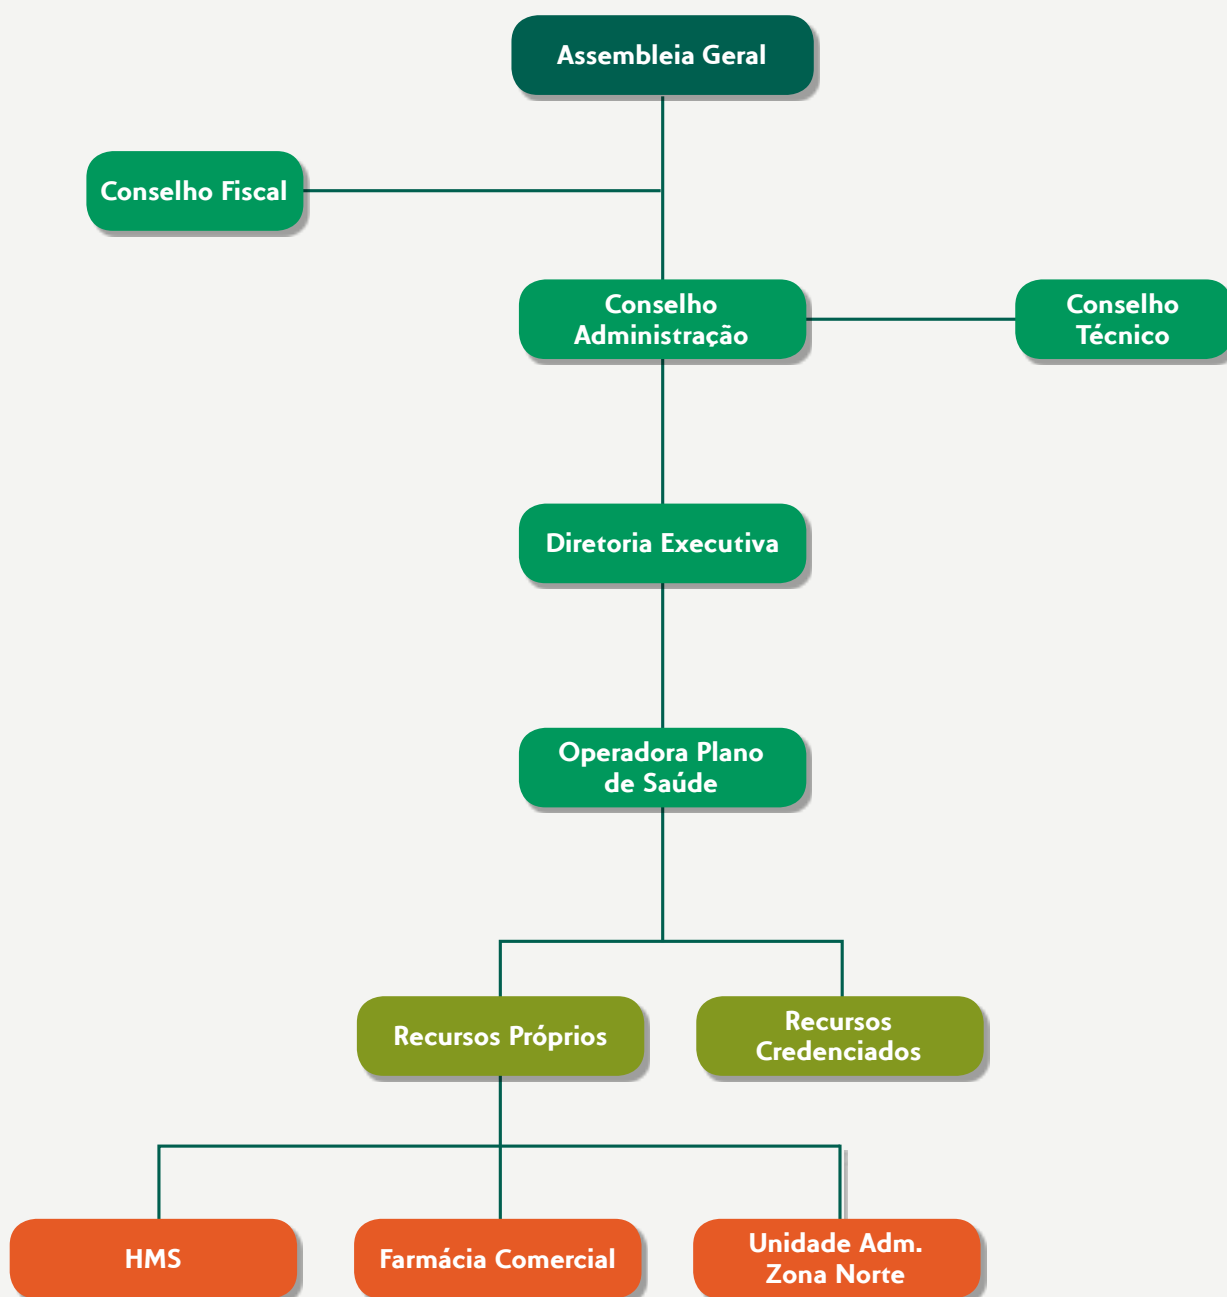 Assembleia Geral
Conselho Fiscal
Conselho
Administração
Conselho
Técnico
Diretoria Executiva
Operadora Plano
de Saúde
Recursos Próprios
Recursos
Credenciados
HMS
Farmácia Comercial
Unidade Adm.
Zona Norte